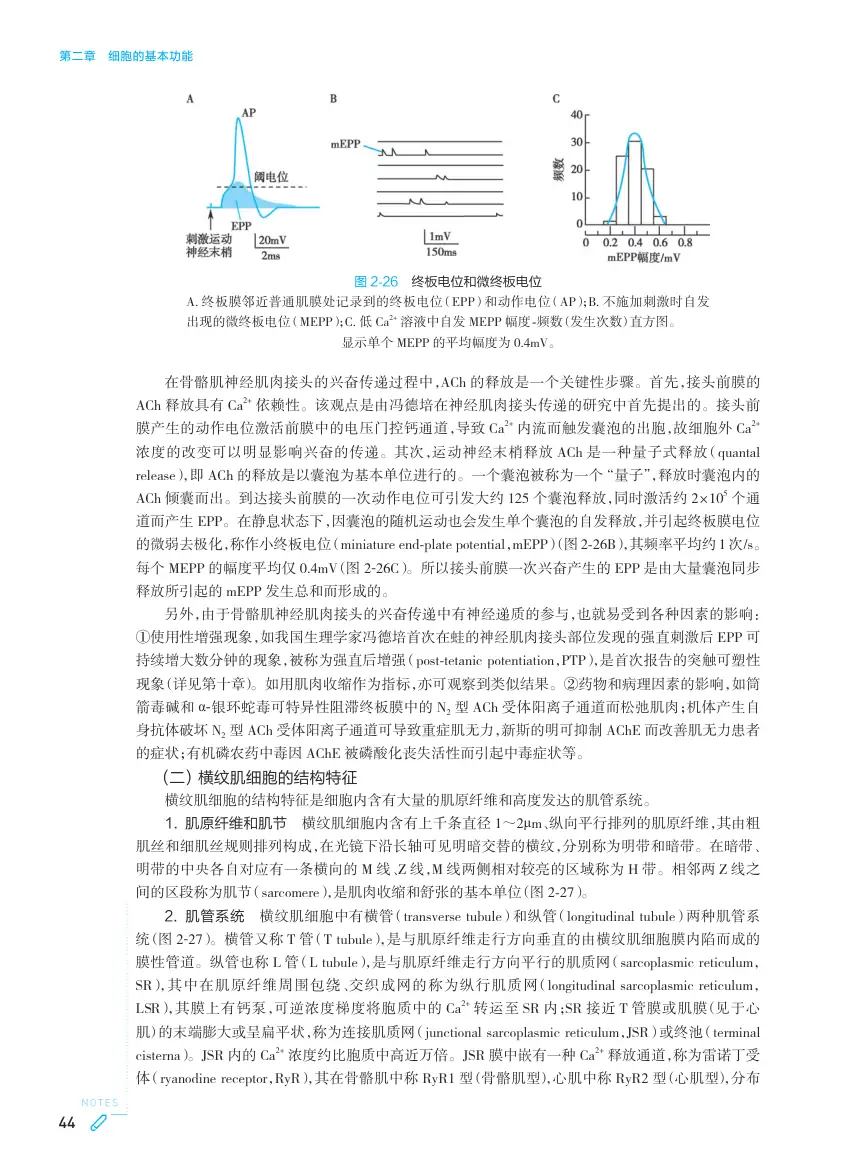 第二章　细胞的基本功能
A
AP
阈电位
EPP
刺激运动
神经末梢
20mV
2ms
B
mEPP
1mV
150ms
C
频数
40
30
20
10
0
0 0.2 0.4 0.6 0.8
mEPP幅度/mV
图 2-26　终板电位和微终板电位
A. 终板膜邻近普通肌膜处记录到的终板电位（EPP）和动作电位（AP）；B. 不施加刺激时自发
出现的微终板电位（MEPP）；C. 低 Ca²⁺ 溶液中自发 MEPP 幅度-频数（发生次数）直方图。
显示单个 MEPP 的平均幅度为 0.4mV。
在骨骼肌神经肌肉接头的兴奋传递过程中，ACh 的释放是一个关键性步骤。首先，接头前膜的
ACh 释放具有 Ca²⁺ 依赖性。该观点是由冯德培在神经肌肉接头传递的研究中首先提出的。接头前
膜产生的动作电位激活前膜中的电压门控钙通道，导致 Ca²⁺ 内流而触发囊泡的出胞，故细胞外 Ca²⁺
浓度的改变可以明显影响兴奋的传递。其次，运动神经末梢释放 ACh 是一种量子式释放（quantal
release），即 ACh 的释放是以囊泡为基本单位进行的。一个囊泡被称为一个“量子”，释放时囊泡内的
ACh 倾囊而出。到达接头前膜的一次动作电位可引发大约 125 个囊泡释放，同时激活约 2×10⁵ 个通
道而产生 EPP。在静息状态下，因囊泡的随机运动也会发生单个囊泡的自发释放，并引起终板膜电位
的微弱去极化，称作小终板电位（miniature end-plate potential，mEPP）（图 2-26B），其频率平均约 1 次/s。
每个 MEPP 的幅度平均仅 0.4mV（图 2-26C）。所以接头前膜一次兴奋产生的 EPP 是由大量囊泡同步
释放所引起的 mEPP 发生总和而形成的。
另外，由于骨骼肌神经肌肉接头的兴奋传递中有神经递质的参与，也就易受到各种因素的影响：
①使用性增强现象，如我国生理学家冯德培首次在蛙的神经肌肉接头部位发现的强直刺激后 EPP 可
持续增大数分钟的现象，被称为强直后增强（post-tetanic potentiation，PTP），是首次报告的突触可塑性
现象（详见第十章）。如用肌肉收缩作为指标，亦可观察到类似结果。②药物和病理因素的影响，如筒
箭毒碱和 α-银环蛇毒可特异性阻滞终板膜中的 N₂ 型 ACh 受体阳离子通道而松弛肌肉；机体产生自
身抗体破坏 N₂ 型 ACh 受体阳离子通道可导致重症肌无力，新斯的明可抑制 AChE 而改善肌无力患者
的症状；有机磷农药中毒因 AChE 被磷酸化丧失活性而引起中毒症状等。
（二）横纹肌细胞的结构特征
横纹肌细胞的结构特征是细胞内含有大量的肌原纤维和高度发达的肌管系统。
1. 肌原纤维和肌节　横纹肌细胞内含有上千条直径 1～2μm、纵向平行排列的肌原纤维，其由粗
肌丝和细肌丝规则排列构成，在光镜下沿长轴可见明暗交替的横纹，分别称为明带和暗带。在暗带、
明带的中央各自对应有一条横向的 M 线、Z 线，M 线两侧相对较亮的区域称为 H 带。相邻两 Z 线之
间的区段称为肌节（sarcomere），是肌肉收缩和舒张的基本单位（图 2-27）。
2. 肌管系统　横纹肌细胞中有横管（transverse tubule）和纵管（longitudinal tubule）两种肌管系
统（图 2-27）。横管又称 T 管（T tubule），是与肌原纤维走行方向垂直的由横纹肌细胞膜内陷而成的
膜性管道。纵管也称 L 管（L tubule），是与肌原纤维走行方向平行的肌质网（sarcoplasmic reticulum，
SR），其中在肌原纤维周围包绕、交织成网的称为纵行肌质网（longitudinal sarcoplasmic reticulum，
LSR），其膜上有钙泵，可逆浓度梯度将胞质中的 Ca²⁺ 转运至 SR 内；SR 接近 T 管膜或肌膜（见于心
肌）的末端膨大或呈扁平状，称为连接肌质网（junctional sarcoplasmic reticulum，JSR）或终池（terminal
cisterna）。JSR 内的 Ca²⁺ 浓度约比胞质中高近万倍。JSR 膜中嵌有一种 Ca²⁺ 释放通道，称为雷诺丁受
体（ryanodine receptor，RyR），其在骨骼肌中称 RyR1 型（骨骼肌型），心肌中称 RyR2 型（心肌型），分布
NOTES
44